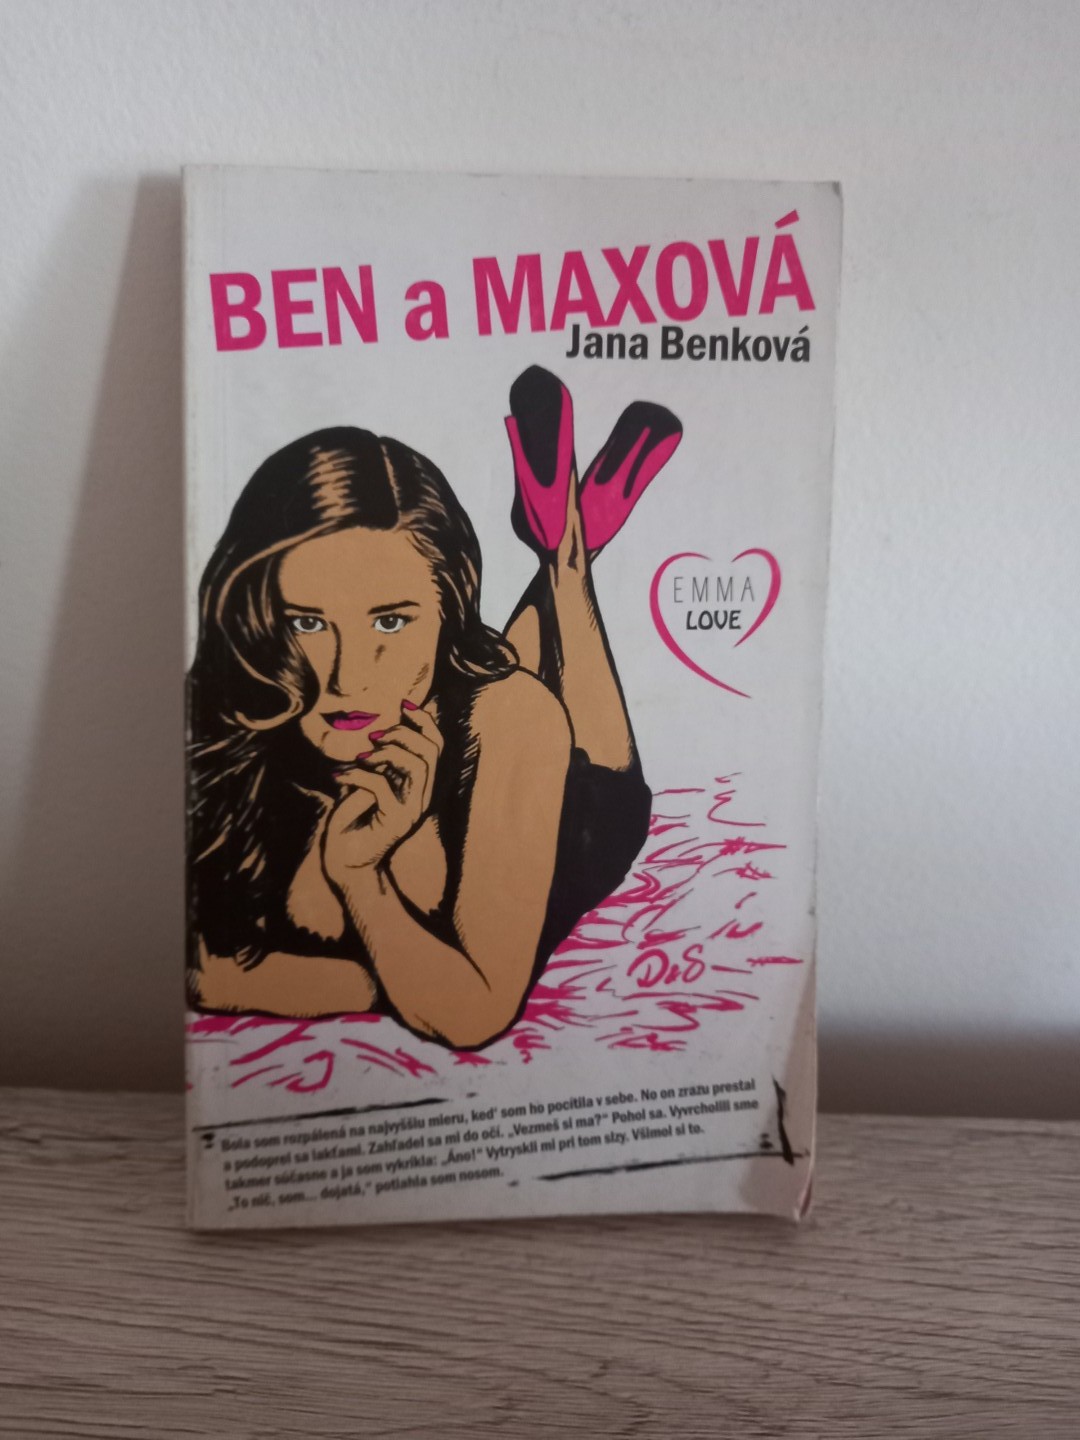 BEN a MAXOVÁ
Jana Benková
EMMA
LOVE
D&S
Bola som rozpálená na najvyššiu mieru, keď som ho pocítila v sebe. No on zrazu prestal
a podoprel sa lakťami. Zahľadel sa mi do očí. „Vezmeš si ma?“ Pohol sa. Vyvrcholili sme
takmer súčasne a ja som vykríkla: „Áno!“ Vytryskli mi pri tom slzy. Všimol si to.
„To nič, som... dojatá,“ potiahla som nosom.